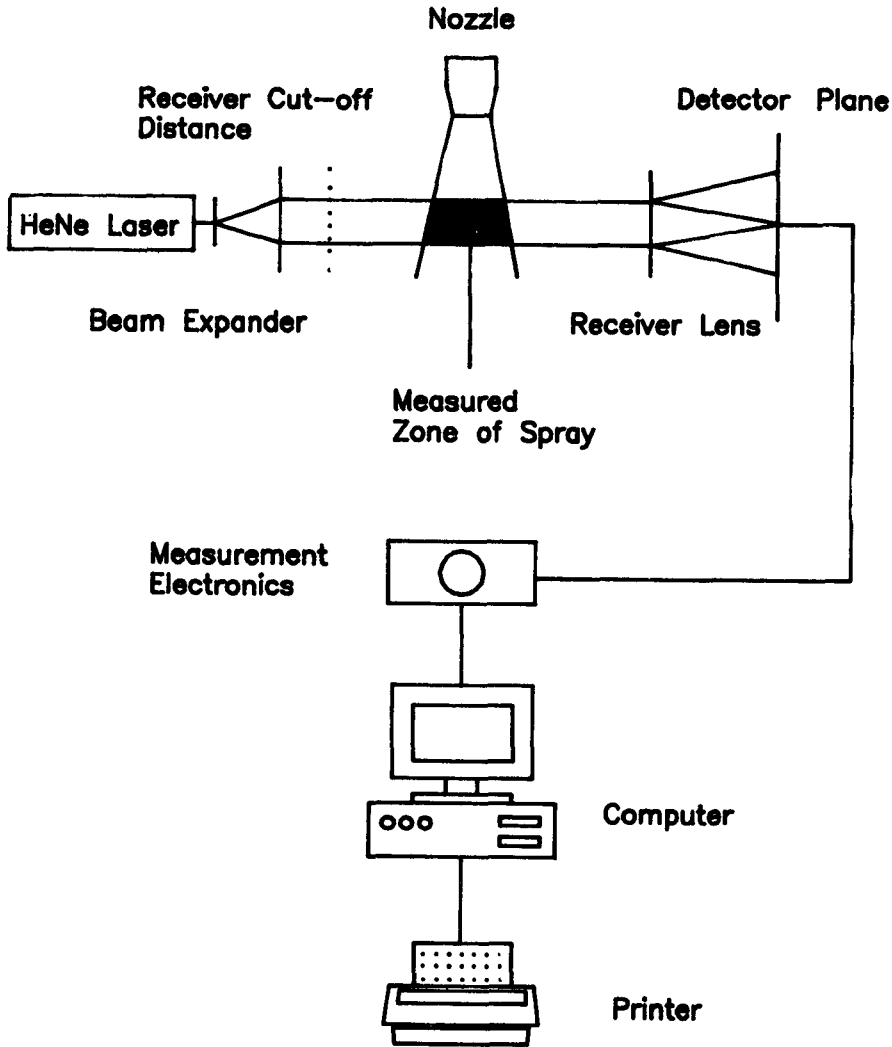 Nozzle
Receiver Cut-off
Distance
Detector Plane
HeNe Laser
Beam Expander
Receiver Lens
Measured
Zone of Spray
Measurement
Electronics
Computer
Printer